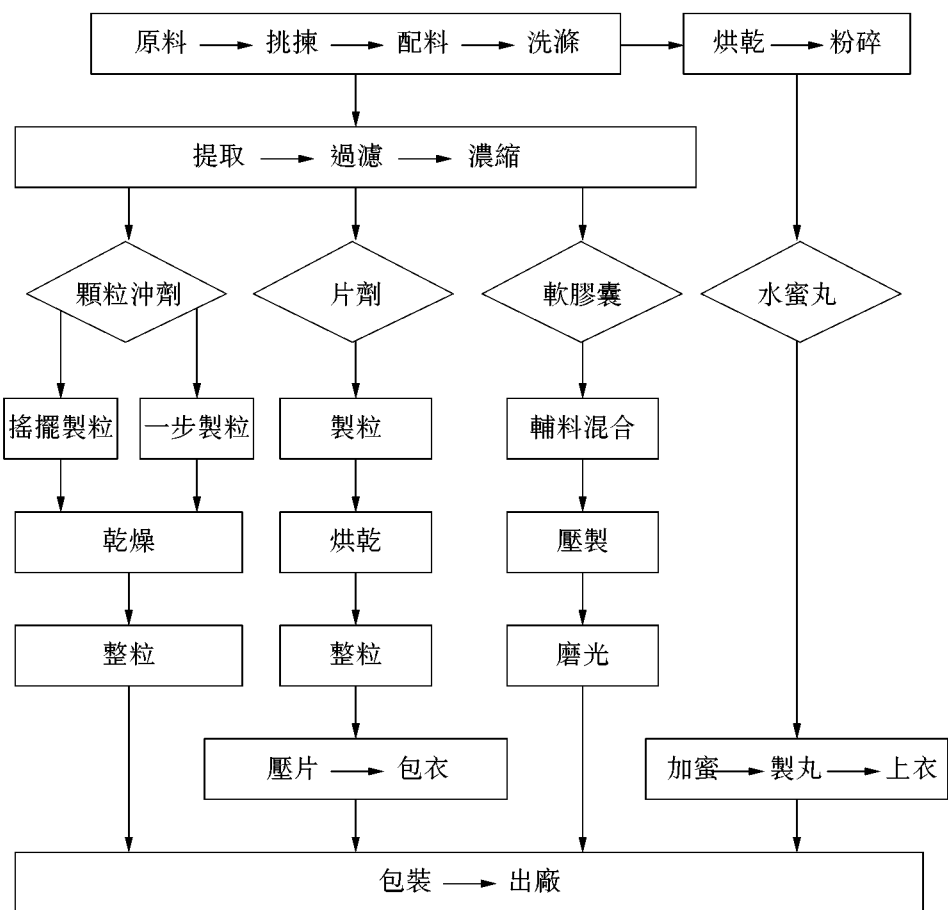 原料 → 挑揀 → 配料 → 洗滌 → 烘乾 → 粉碎
提取 → 過濾 → 濃縮
顆粒沖劑 片劑 軟膠囊 水蜜丸
搖擺製粒 一步製粒 製粒 輔料混合
乾燥 烘乾 壓製
整粒 整粒 磨光
壓片 → 包衣 加蜜 → 製丸 → 上衣
包裝 → 出廠